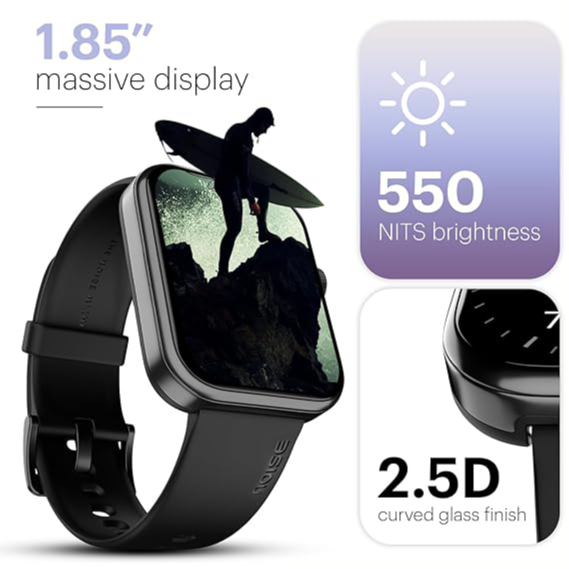 1.85”
massive display
550
NITS brightness
2.5D
curved glass finish
noise